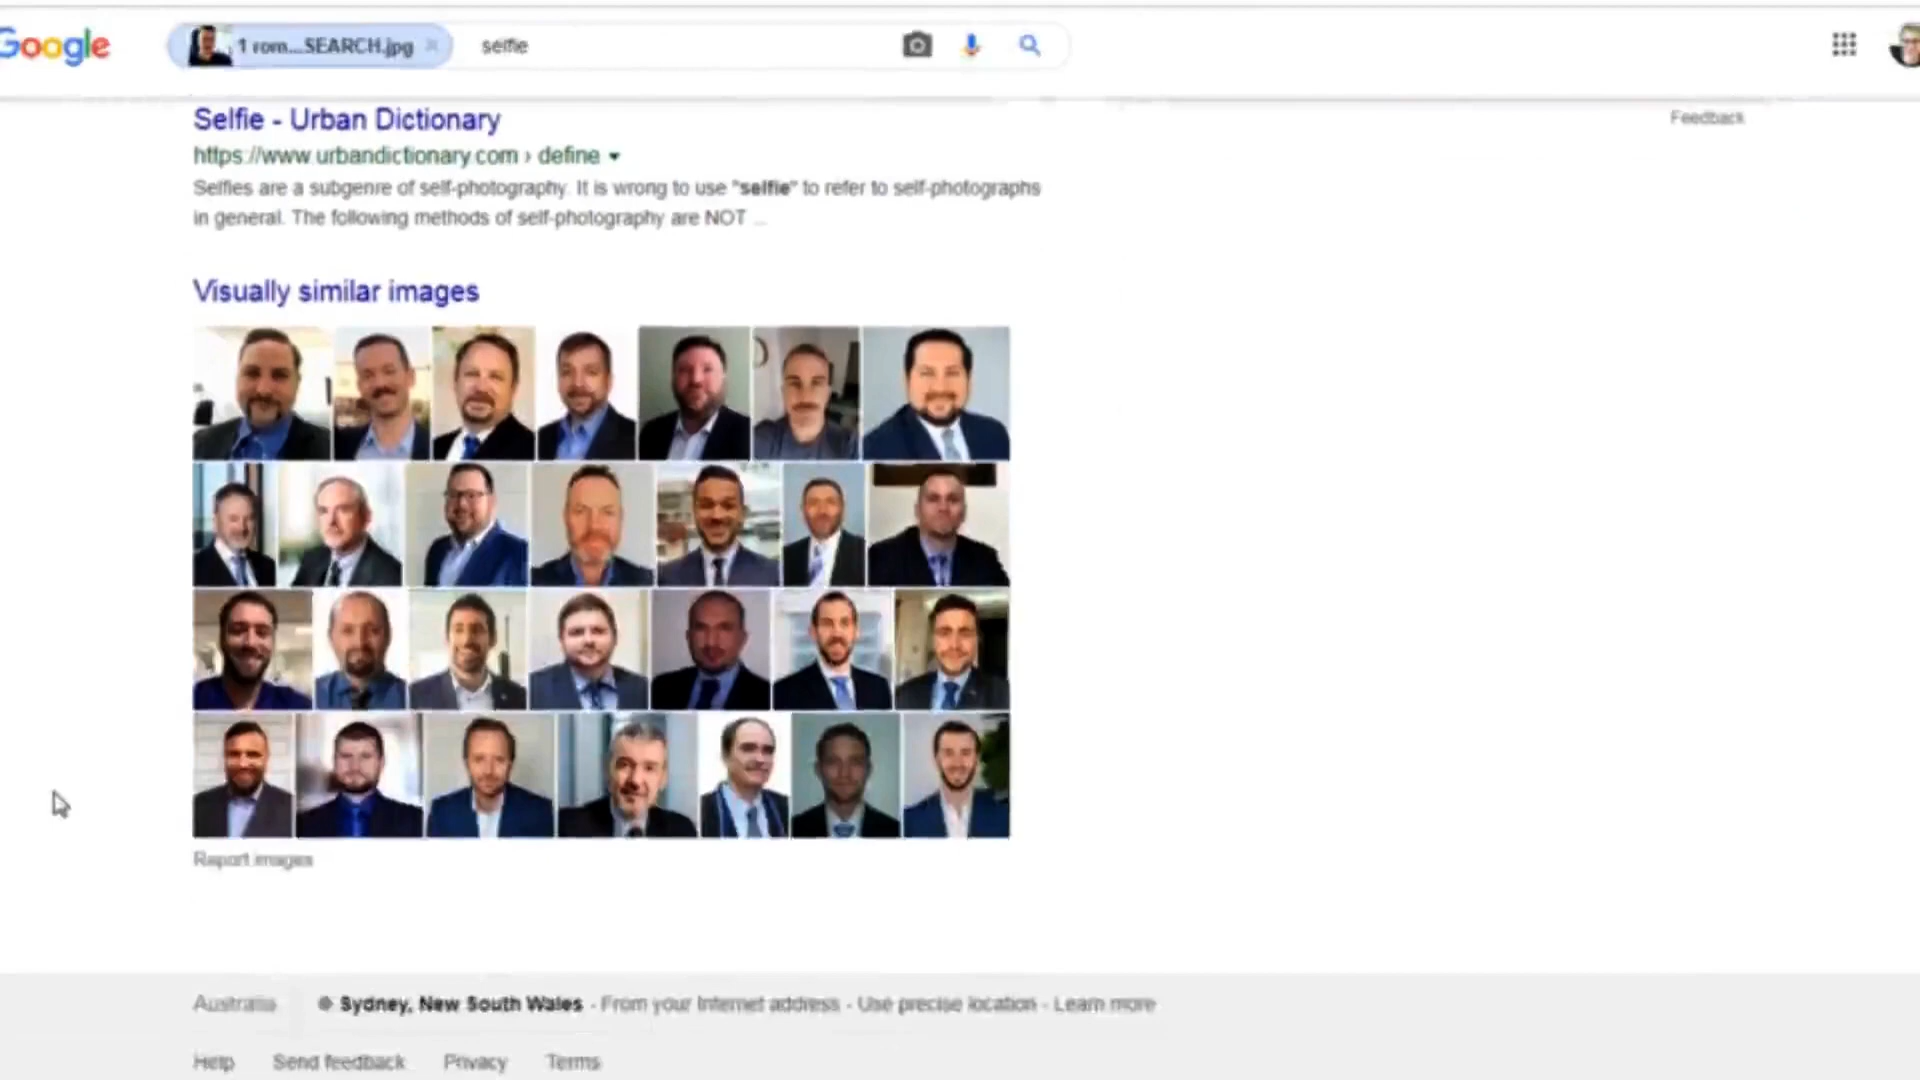 Google
1 rom...SEARCH.jpg × selfie
Selfie - Urban Dictionary
Feedback
https://www.urbandictionary.com › define
Selfies are a subgenre of self-photography. It is wrong to use "selfie" to refer to self-photographs
in general. The following methods of self-photography are NOT ...
Visually similar images
Report images
Australia
Sydney, New South Wales - From your Internet address - Use precise location - Learn more
Help Send feedback Privacy Terms